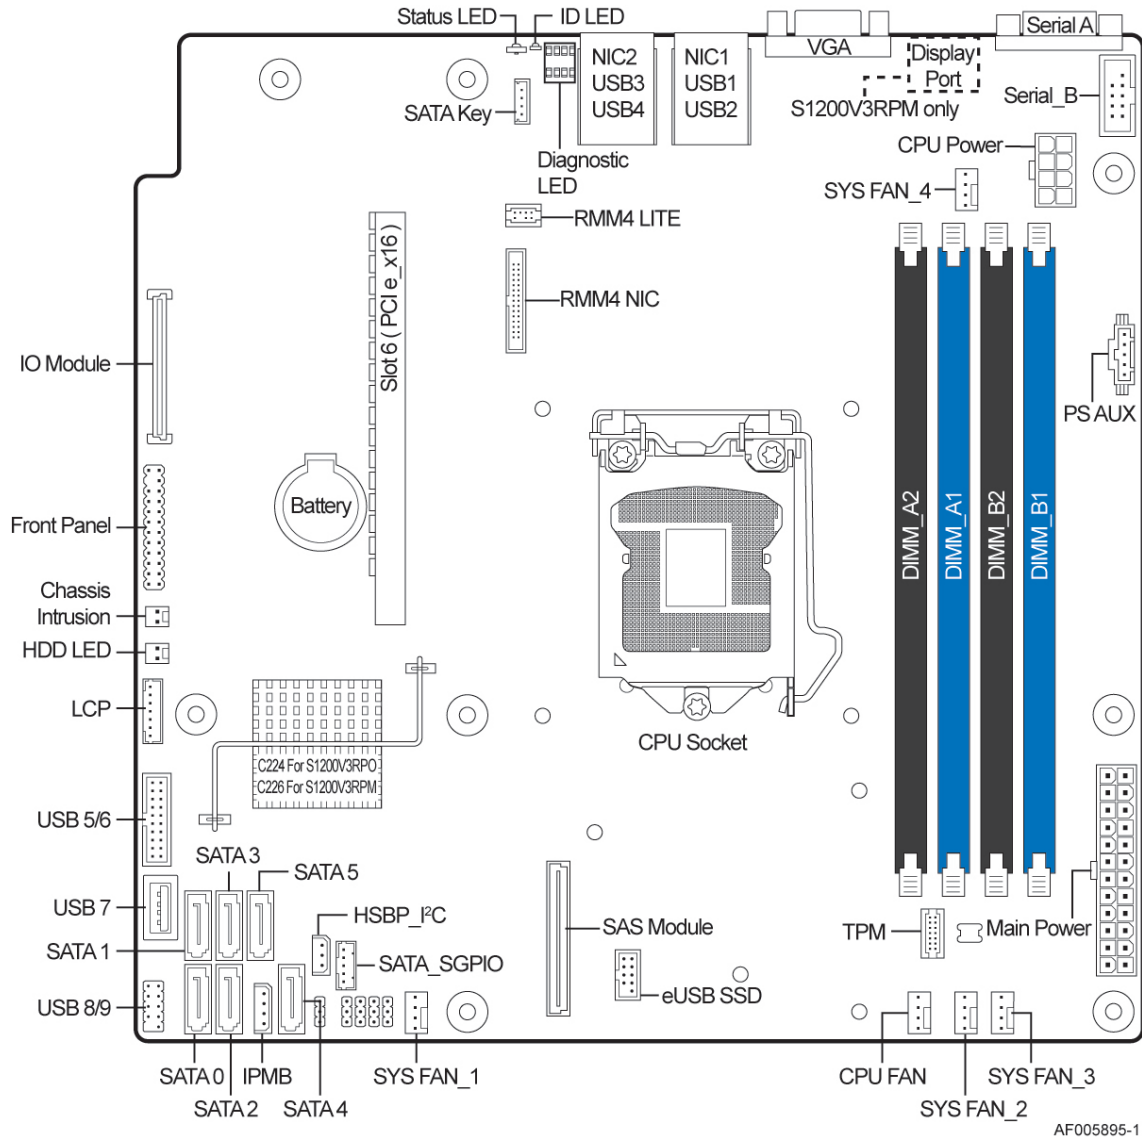 Status LED
ID LED
NIC2
USB3
USB4
NIC1
USB1
USB2
VGA
Display
Port
S1200V3RPM only
Serial A
Serial_B
SATA Key
Diagnostic
LED
CPU Power
SYS FAN_4
RMM4 LITE
RMM4 NIC
Slot 6 ( PCI e_x16 )
IO Module
PS AUX
Battery
Front Panel
DIMM_A2
DIMM_A1
DIMM_B2
DIMM_B1
Chassis
Intrusion
HDD LED
LCP
CPU Socket
C224 For S1200V3RPO
C226 For S1200V3RPM
USB 5/6
SATA 3
SATA 5
USB 7
HSBP_I²C
SATA 1
SATA_SGPIO
SAS Module
TPM
Main Power
USB 8/9
eUSB SSD
SATA 0
IPMB
SYS FAN_1
CPU FAN
SYS FAN_3
SATA 2
SATA 4
SYS FAN_2
AF005895-1